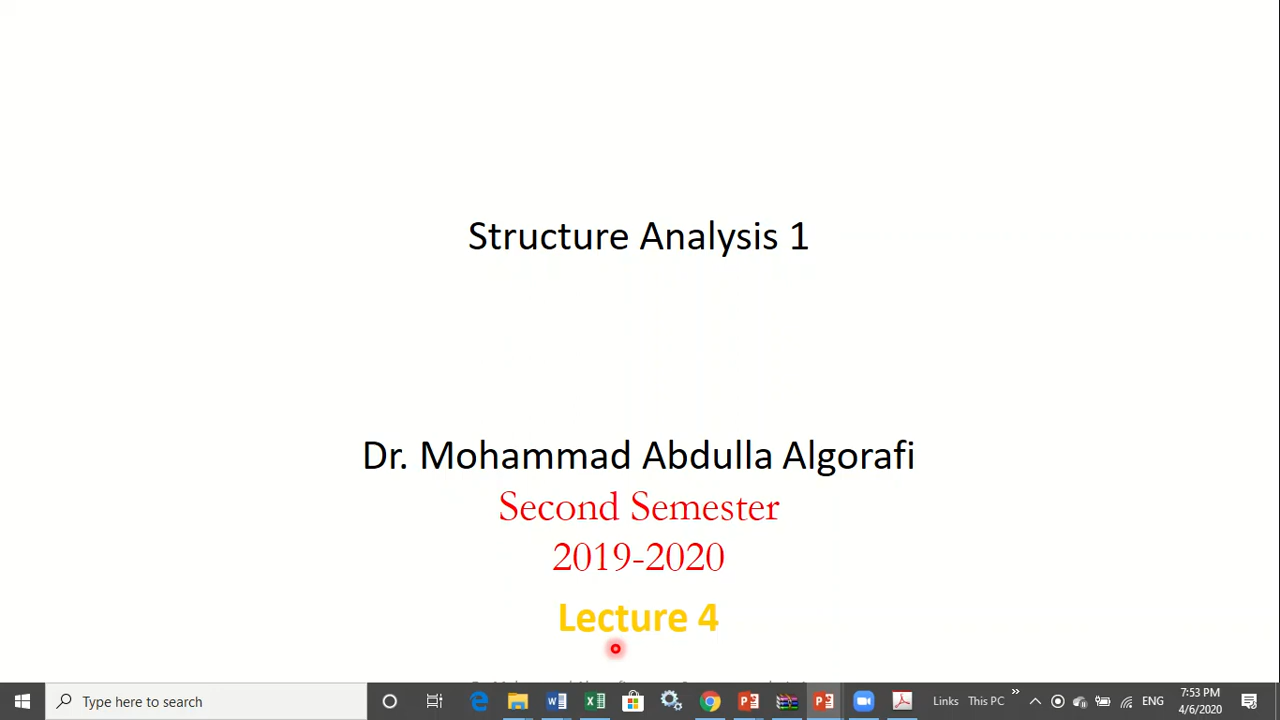 Structure Analysis 1
Dr. Mohammad Abdulla Algorafi
Second Semester
2019-2020
Lecture 4
Type here to search
Links
This PC
ENG
7:53 PM
4/6/2020